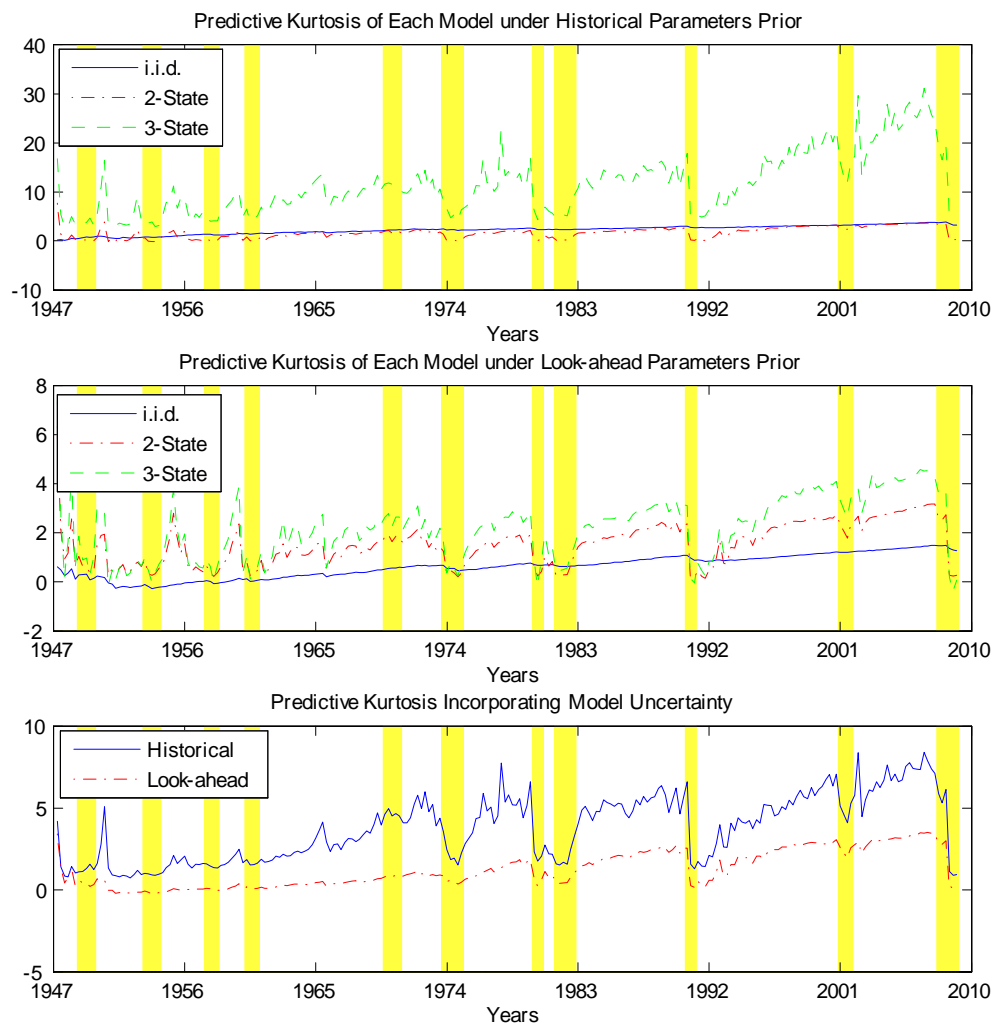 Predictive Kurtosis of Each Model under Historical Parameters Prior
40
30
20
10
0
-10
i.i.d.
2-State
3-State
1947 1956 1965 1974 1983 1992 2001 2010
Years
Predictive Kurtosis of Each Model under Look-ahead Parameters Prior
8
6
4
2
0
-2
i.i.d.
2-State
3-State
1947 1956 1965 1974 1983 1992 2001 2010
Years
Predictive Kurtosis Incorporating Model Uncertainty
10
5
0
-5
Historical
Look-ahead
1947 1956 1965 1974 1983 1992 2001 2010
Years